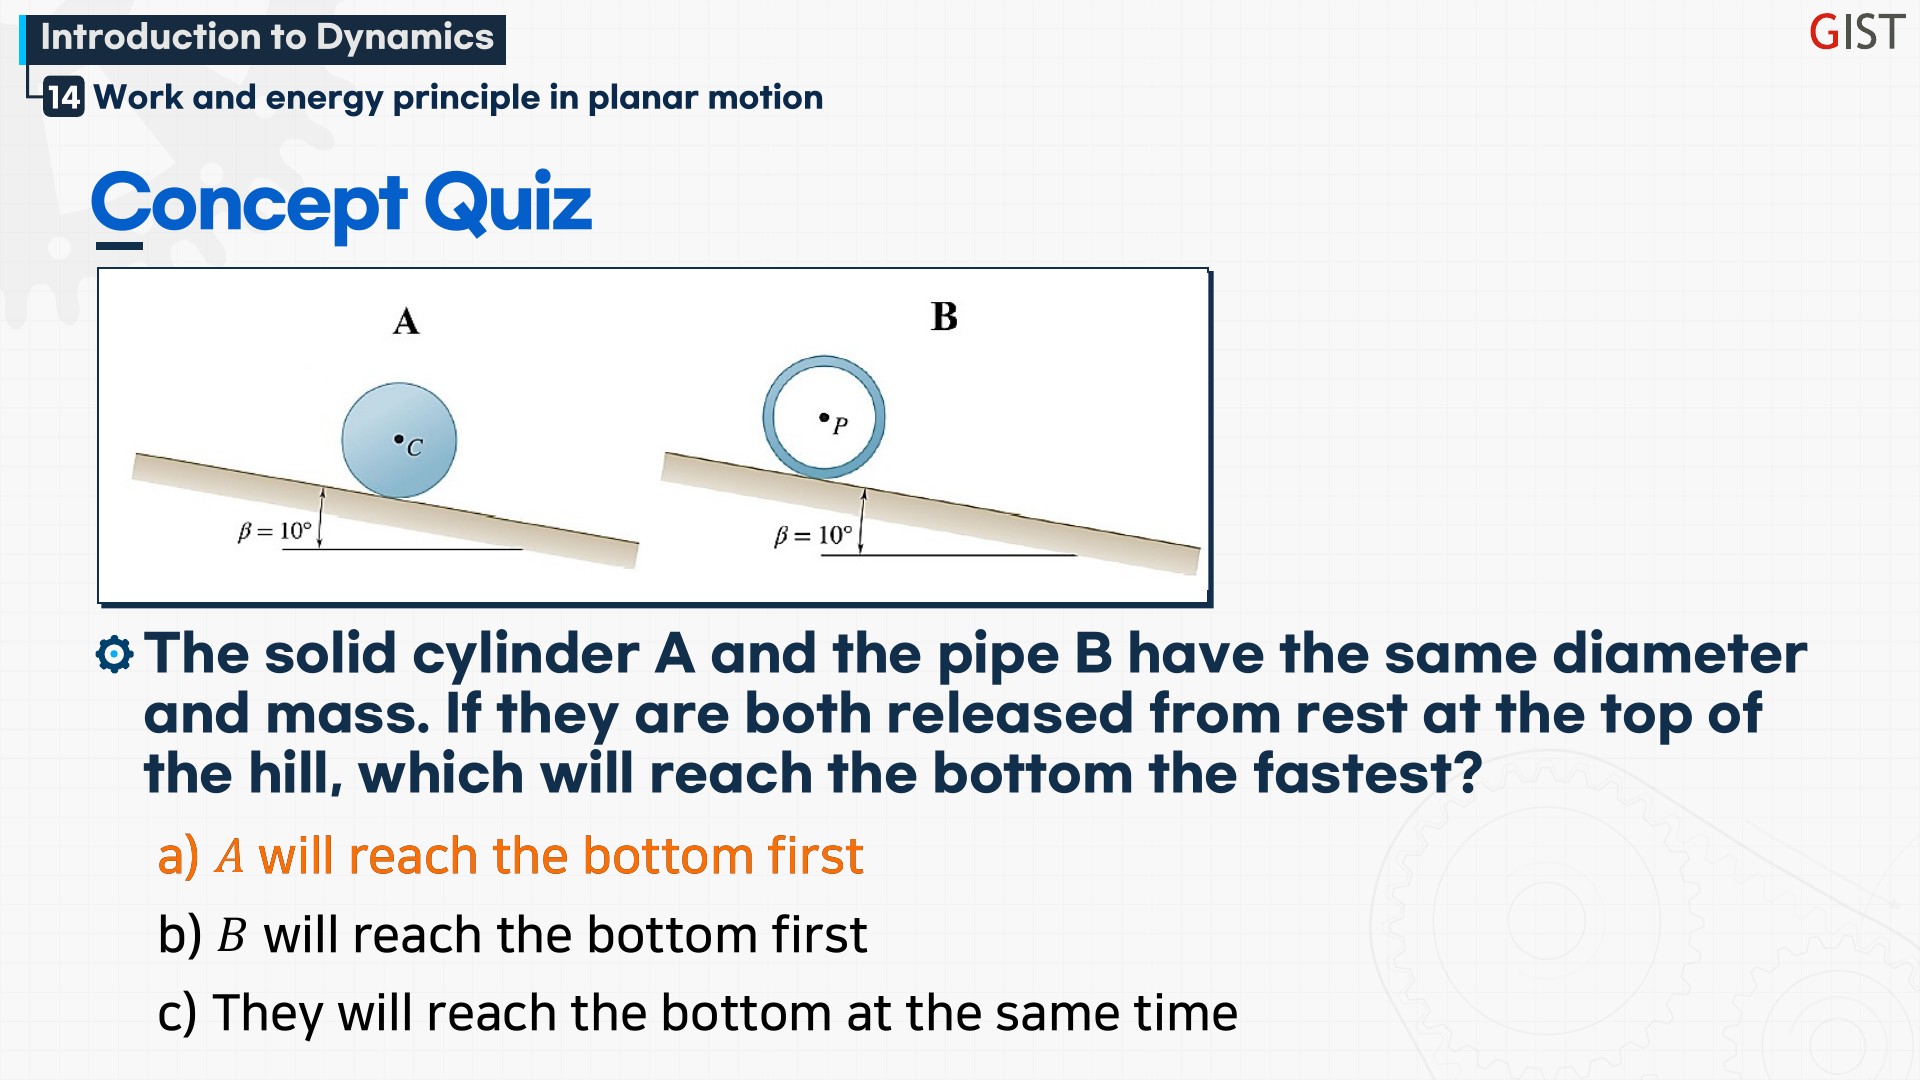 Introduction to Dynamics
GIST
14 Work and energy principle in planar motion
Concept Quiz
A
B
C
P
β = 10°
β = 10°
The solid cylinder A and the pipe B have the same diameter
and mass. If they are both released from rest at the top of
the hill, which will reach the bottom the fastest?
a) A will reach the bottom first
b) B will reach the bottom first
c) They will reach the bottom at the same time